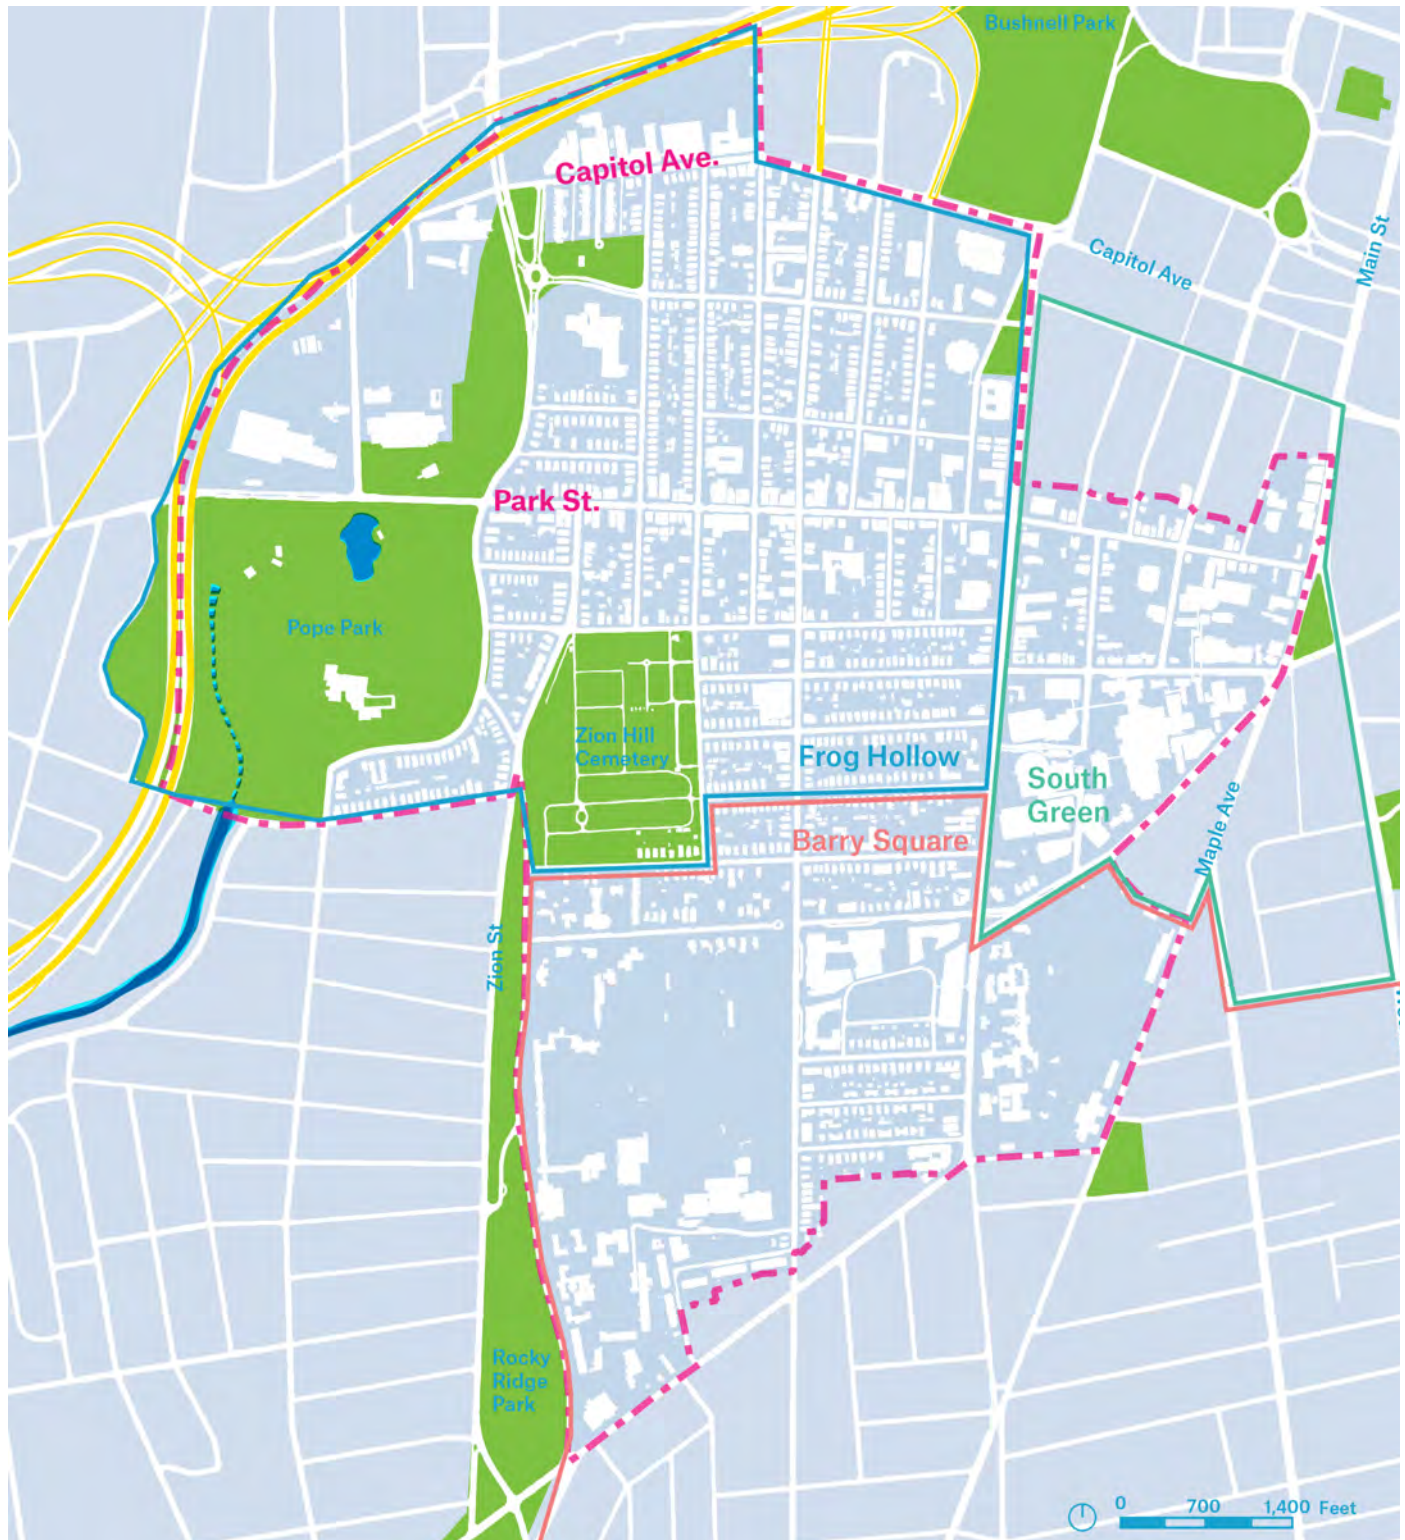 Bushnell Park
Capitol Ave.
Main St
Capitol Ave
Park St.
Pope Park
Zion Hill
Cemetery
Frog Hollow
South
Green
Barry Square
Maple Ave
Zion St
Rocky
Ridge
Park
0 700 1,400 Feet